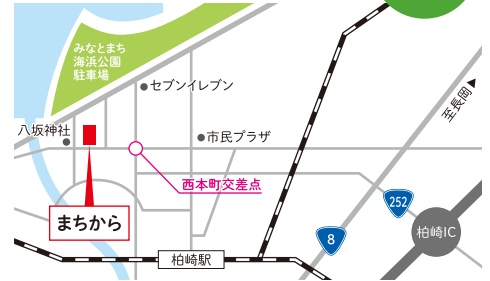 みなとまち
海浜公園
駐車場
セブンイレブン
至長岡
八坂神社
市民プラザ
西本町交差点
252
まちから
8
柏崎IC
柏崎駅